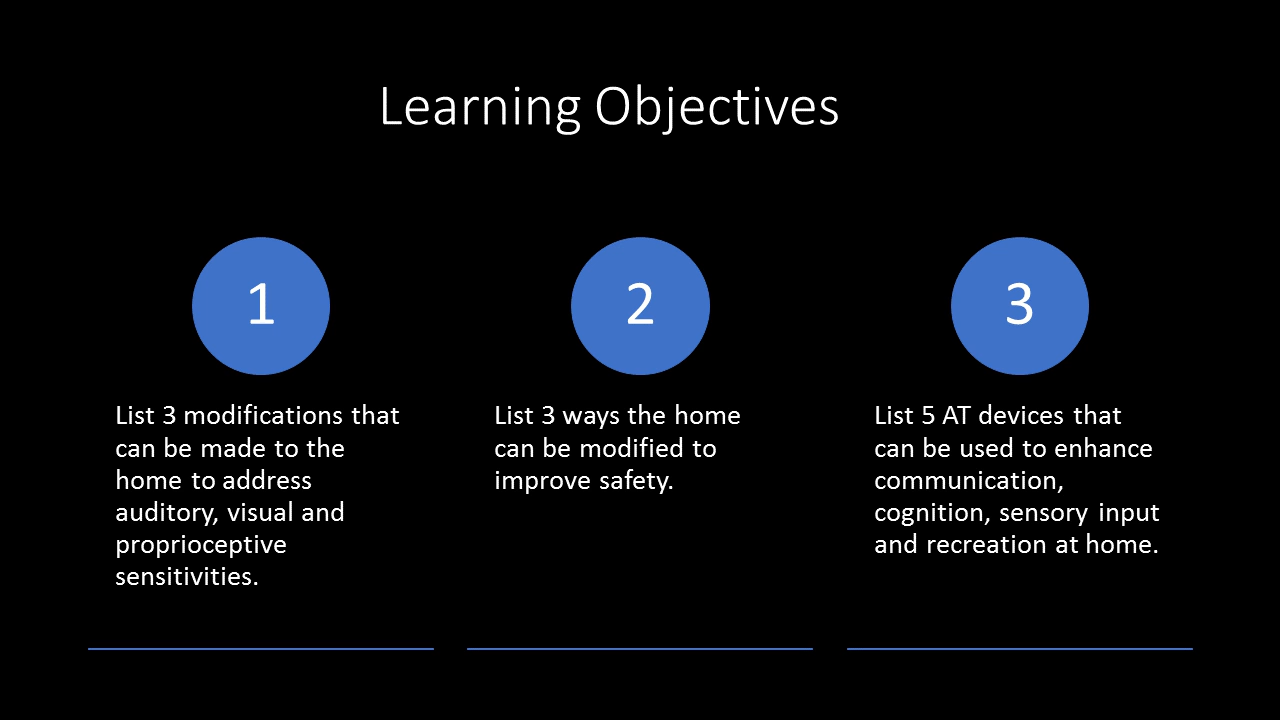 Learning Objectives
1
List 3 modifications that
can be made to the
home to address
auditory, visual and
proprioceptive
sensitivities.
2
List 3 ways the home
can be modified to
improve safety.
3
List 5 AT devices that
can be used to enhance
communication,
cognition, sensory input
and recreation at home.